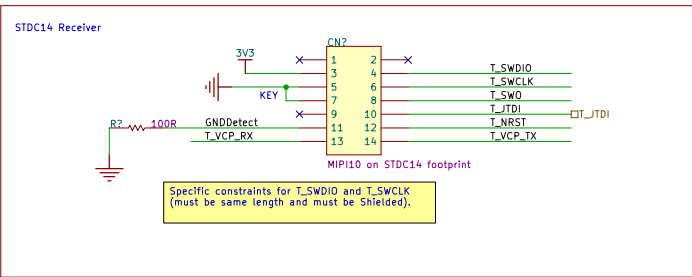 STDC14 Receiver
CN?
3V3
1 2
3 4 T_SWDIO
5 6 T_SWCLK
KEY 7 8 T_SWO
9 10 T_JTDI T_JTDI
R? 100R GNDDetect 11 12 T_NRST
T_VCP_RX 13 14 T_VCP_TX
MIPI10 on STDC14 footprint
Specific constraints for T_SWDIO and T_SWCLK
(must be same length and must be Shielded).